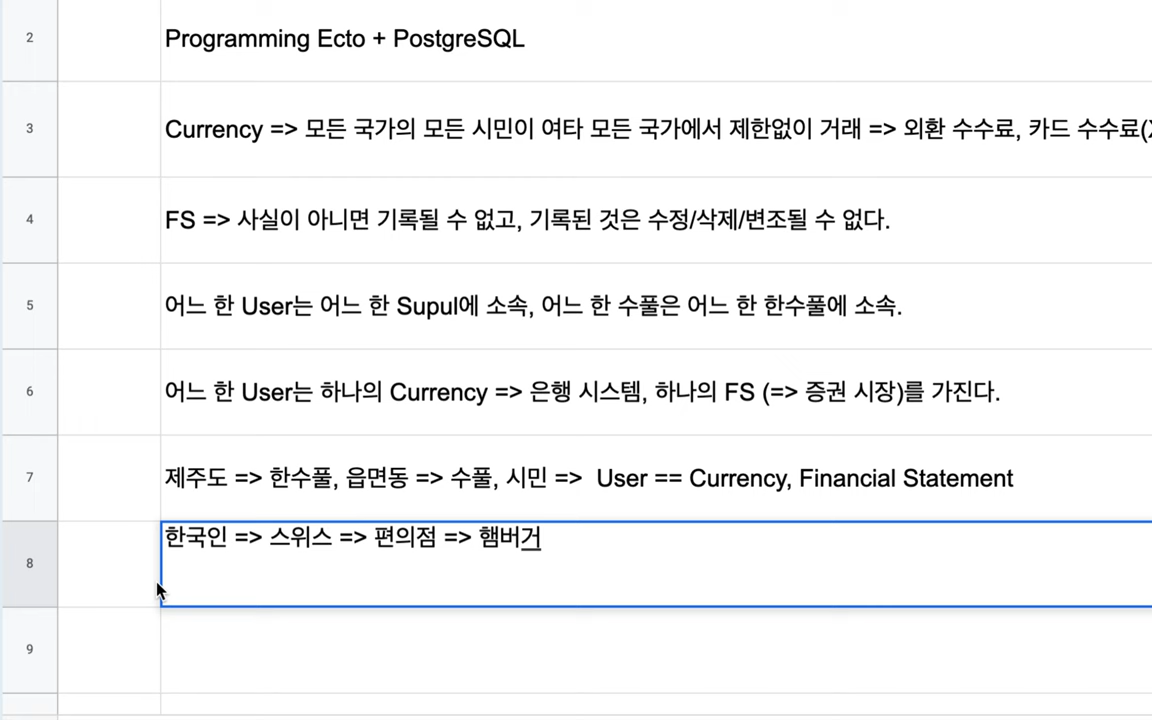 2
Programming Ecto + PostgreSQL
3
Currency => 모든 국가의 모든 시민이 여타 모든 국가에서 제한없이 거래 => 외환 수수료, 카드 수수료(
4
FS => 사실이 아니면 기록될 수 없고, 기록된 것은 수정/삭제/변조될 수 없다.
5
어느 한 User는 어느 한 Supul에 소속, 어느 한 수풀은 어느 한 한수풀에 소속.
6
어느 한 User는 하나의 Currency => 은행 시스템, 하나의 FS (=> 증권 시장)를 가진다.
7
제주도 => 한수풀, 읍면동 => 수풀, 시민 => User == Currency, Financial Statement
8
한국인 => 스위스 => 편의점 => 햄버거
9